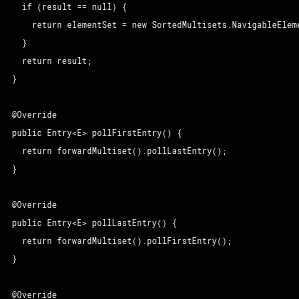 if (result == null) {
return elementSet = new SortedMultisets.NavigableEleme
}
return result;
}
@Override
public Entry<E> pollFirstEntry() {
return forwardMultiset().pollLastEntry();
}
@Override
public Entry<E> pollLastEntry() {
return forwardMultiset().pollFirstEntry();
}
@Override